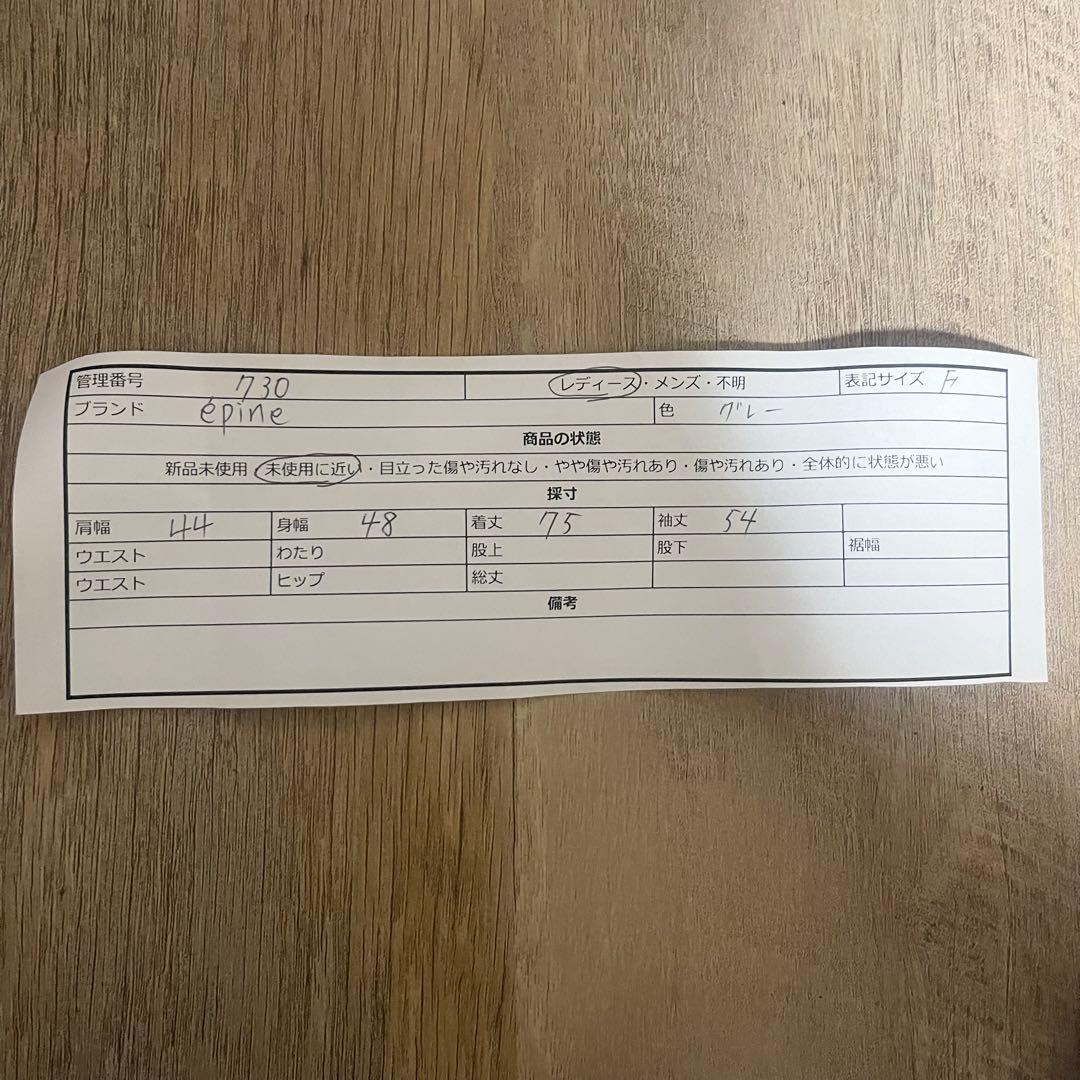 管理番号 730 レディース・メンズ・不明 表記サイズ F
ブランド épine 色 グレー
商品の状態
新品未使用・未使用に近い・目立った傷や汚れなし・やや傷や汚れあり・傷や汚れあり・全体的に状態が悪い
採寸
肩幅 44 身幅 48 着丈 75 袖丈 54
ウエスト わたり 股上 股下 裾幅
ウエスト ヒップ 総丈
備考